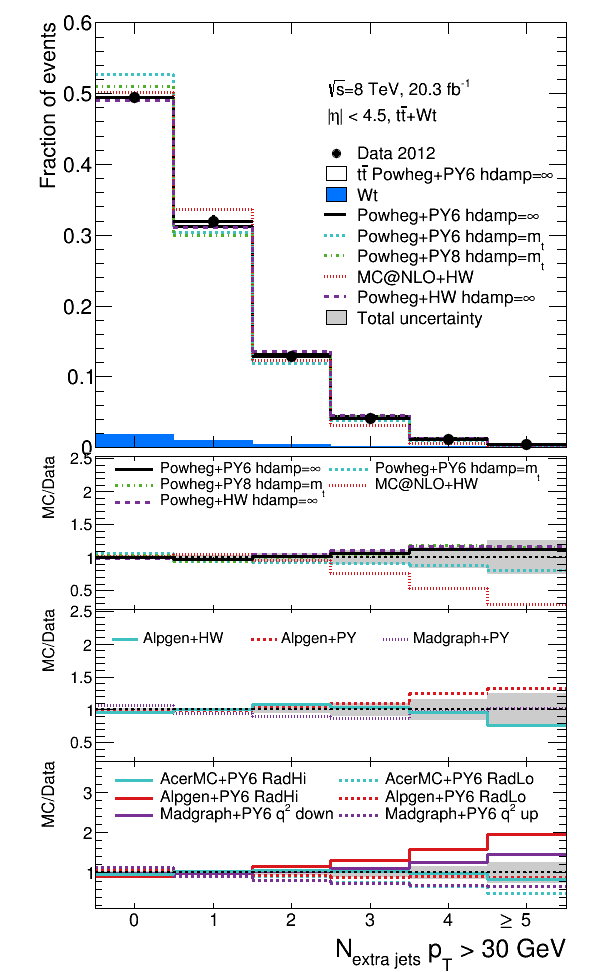 Fraction of events
0.6
0.5
0.4
0.3
0.2
0.1
0
√s=8 TeV, 20.3 fb⁻¹
|η| < 4.5, tt̄+Wt
Data 2012
tt̄ Powheg+PY6 hdamp=∞
Wt
Powheg+PY6 hdamp=∞
Powheg+PY6 hdamp=mₜ
Powheg+PY8 hdamp=mₜ
MC@NLO+HW
Powheg+HW hdamp=∞
Total uncertainty
MC/Data
2.5
2
1.5
1
0.5
Powheg+PY6 hdamp=∞ Powheg+PY6 hdamp=mₜ
Powheg+PY8 hdamp=mₜ MC@NLO+HW
Powheg+HW hdamp=∞
MC/Data
2.5
2
1.5
1
0.5
Alpgen+HW Alpgen+PY Madgraph+PY
MC/Data
3
2
1
AcerMC+PY6 RadHi AcerMC+PY6 RadLo
Alpgen+PY6 RadHi Alpgen+PY6 RadLo
Madgraph+PY6 q² down Madgraph+PY6 q² up
0 1 2 3 4 ≥ 5
N extra jets p_T > 30 GeV